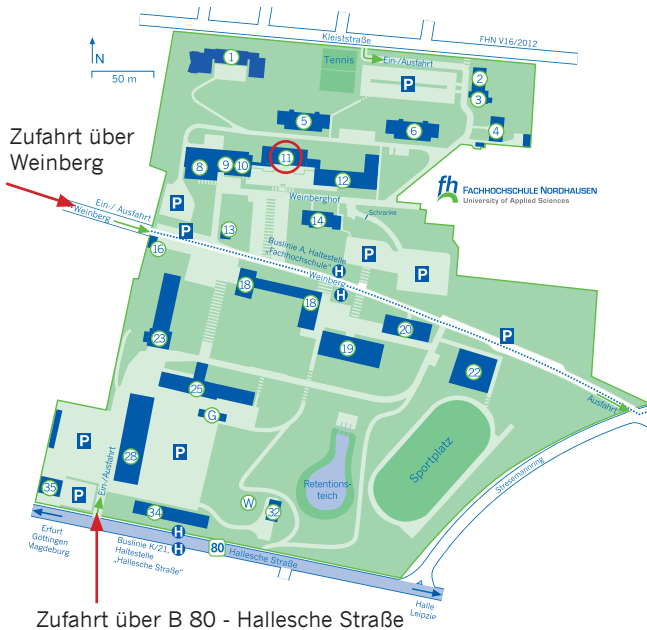 FHN V16/2012
Kleiststraße
N
50 m
Tennis
Ein-/Ausfahrt
P
1
2
3
4
5
6
Zufahrt über
Weinberg
8
9
10
11
12
fh FACHHOCHSCHULE NORDHAUSEN
University of Applied Sciences
Weinberghof
Schranke
Ein-/ Ausfahrt
Weinberg
P
P
13
14
16
Buslinie A, Haltestelle
„Fachhochschule"
H
Weinberg
H
P
P
18
18
19
20
P
22
23
25
G
28
P
P
Ausfahrt
Sportplatz
Stresemannring
Retentions-
teich
W
32
34
35
P
Ein-/Ausfahrt
H
H
80
Hallesche Straße
Buslinie K/21,
Haltestelle
„Hallesche Straße"
Erfurt
Göttingen
Magdeburg
Halle
Leipzig
Zufahrt über B 80 - Hallesche Straße